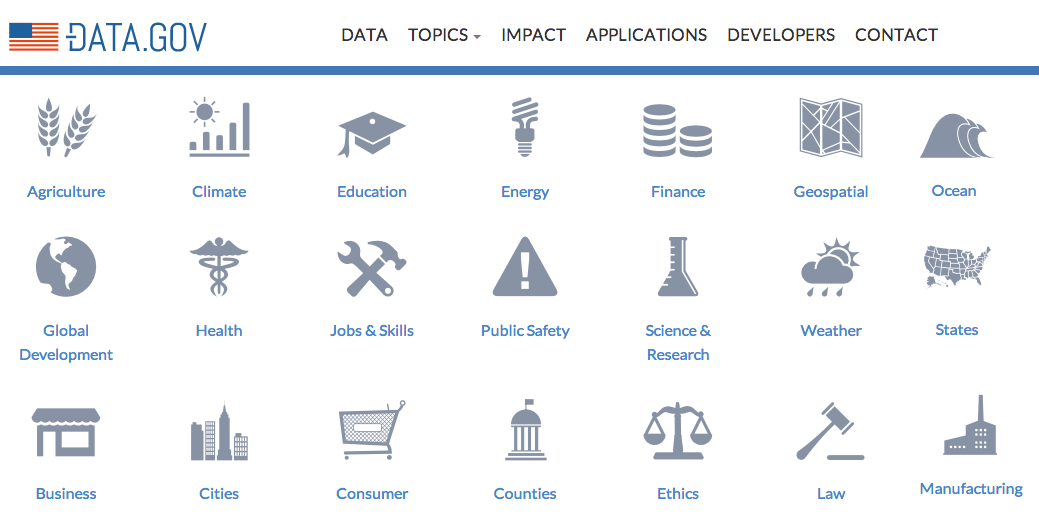 DATA.GOV
DATA TOPICS IMPACT APPLICATIONS DEVELOPERS CONTACT
Agriculture Climate Education Energy Finance Geospatial Ocean
Global Development Health Jobs & Skills Public Safety Science & Research Weather States
Business Cities Consumer Counties Ethics Law Manufacturing